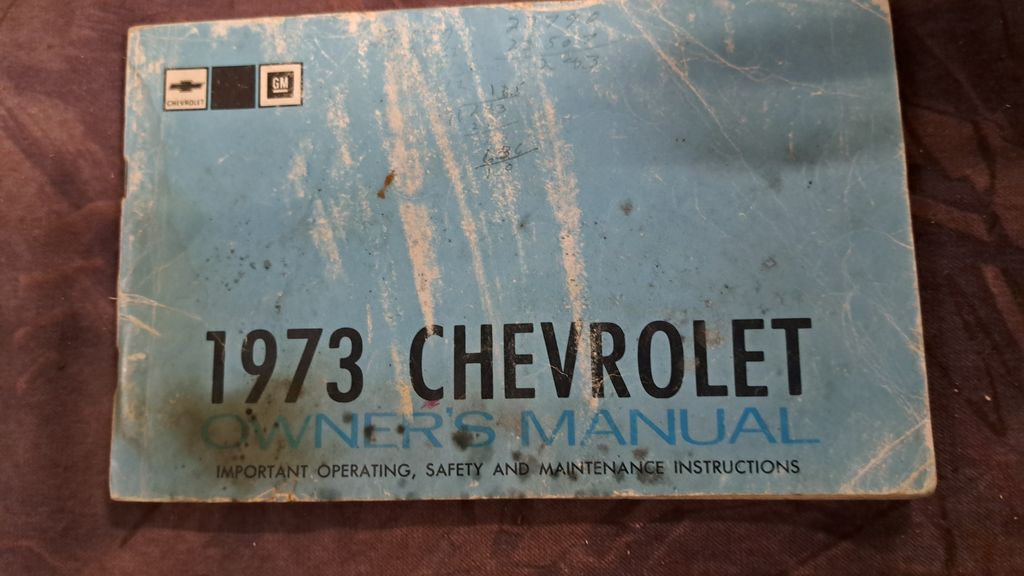 CHEVROLET
GM
1973 CHEVROLET
OWNER'S MANUAL
IMPORTANT OPERATING, SAFETY AND MAINTENANCE INSTRUCTIONS